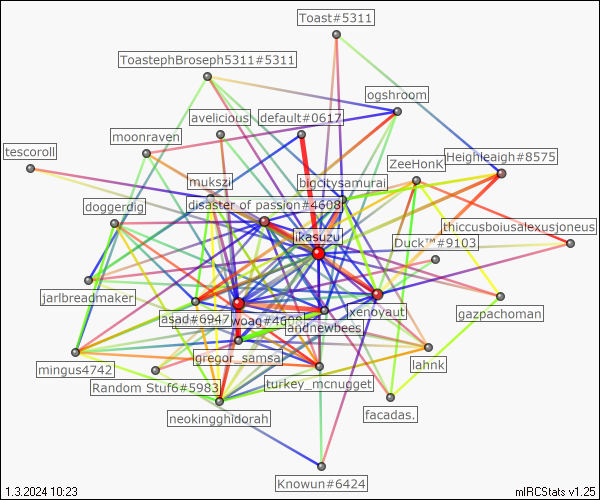 Toast#5311
ToastephBroseph5311#5311
ogshroom
avelicious
default#0617
moonraven
tescoroll
ZeeHonK
Heighleaigh#8575
mukszi
bigcitysamurai
doggerdig
disaster of passion#4608
thiccusboiusalexusjoneus
ikasuzu
Duck™#9103
jarlbreadmaker
xenoyaut
gazpachoman
asad#6947
woag#4608
andnewbees
gregor_samsa
lahnk
mingus4742
Random Stuf6#5983
turkey_mcnugget
neokingghidorah
facadas.
Knowun#6424
1.3.2024 10:23
mIRCStats v1.25